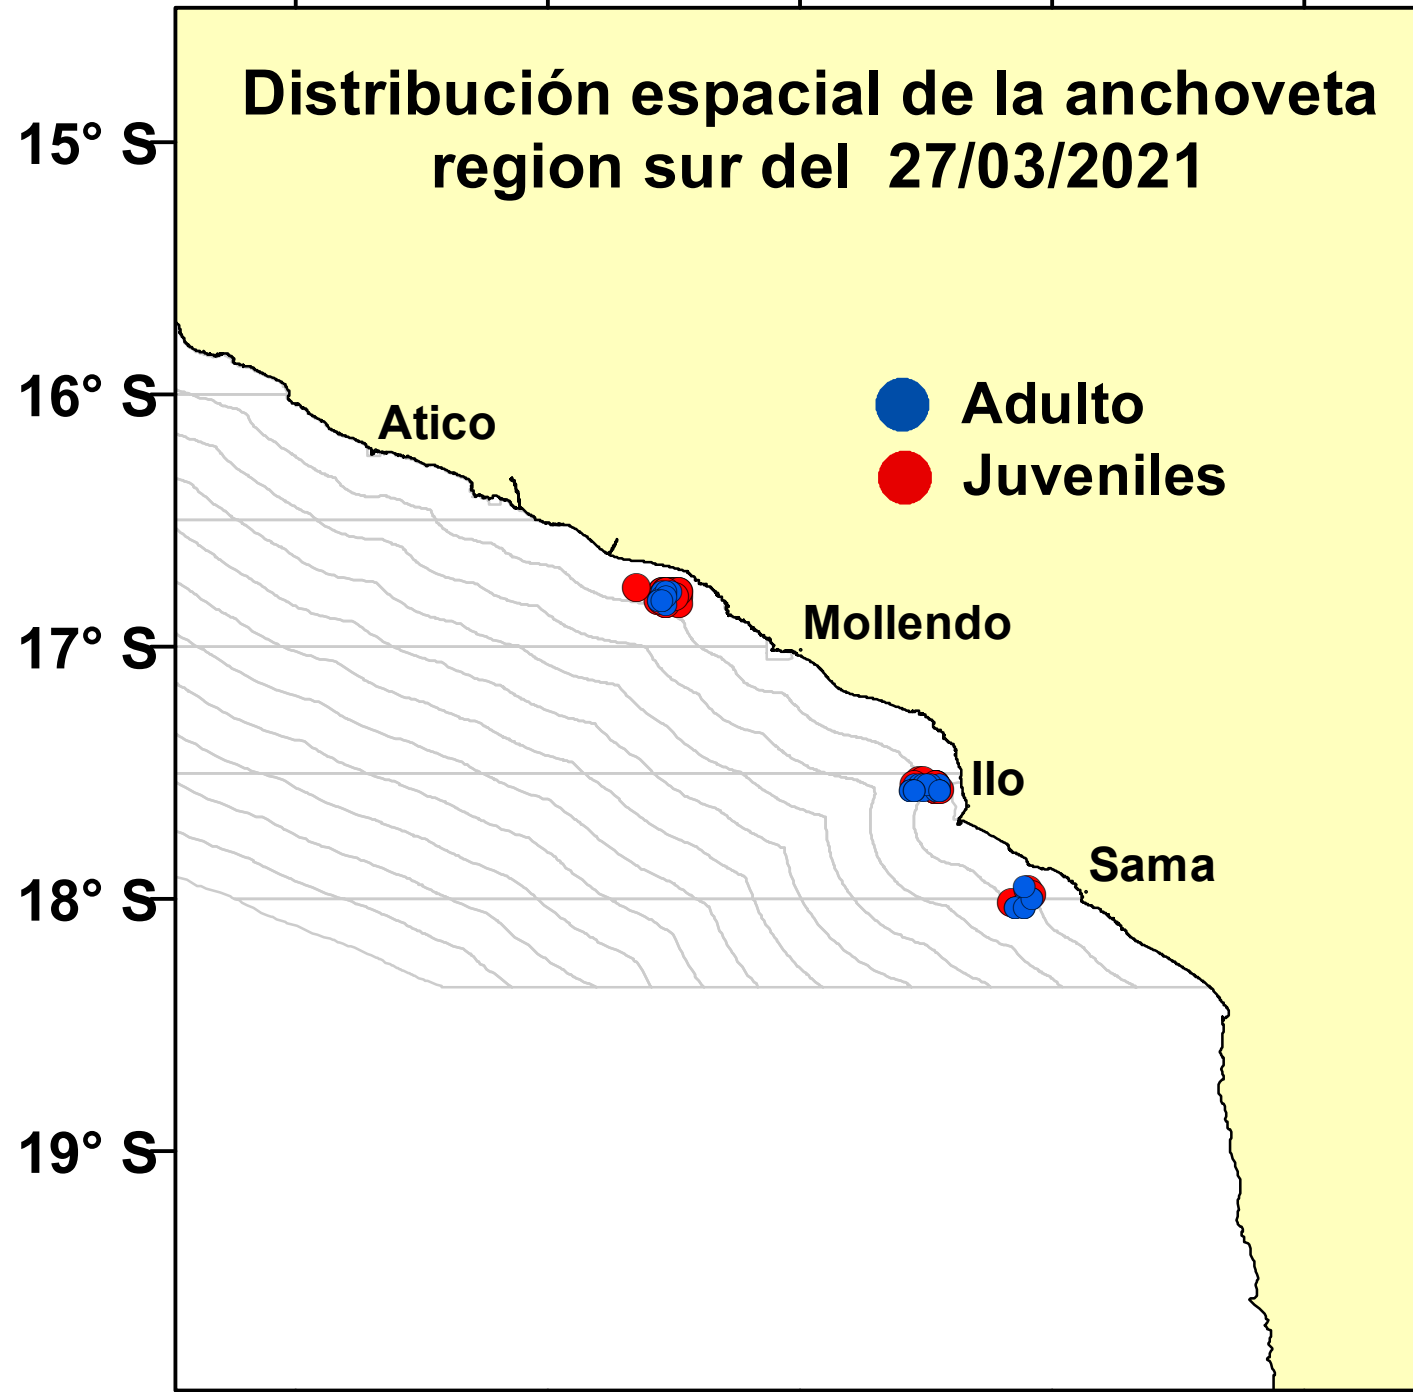 Distribución espacial de la anchoveta
region sur del  27/03/2021
15° S
16° S
Atico
Adulto
Juveniles
17° S
Mollendo
Ilo
Sama
18° S
19° S